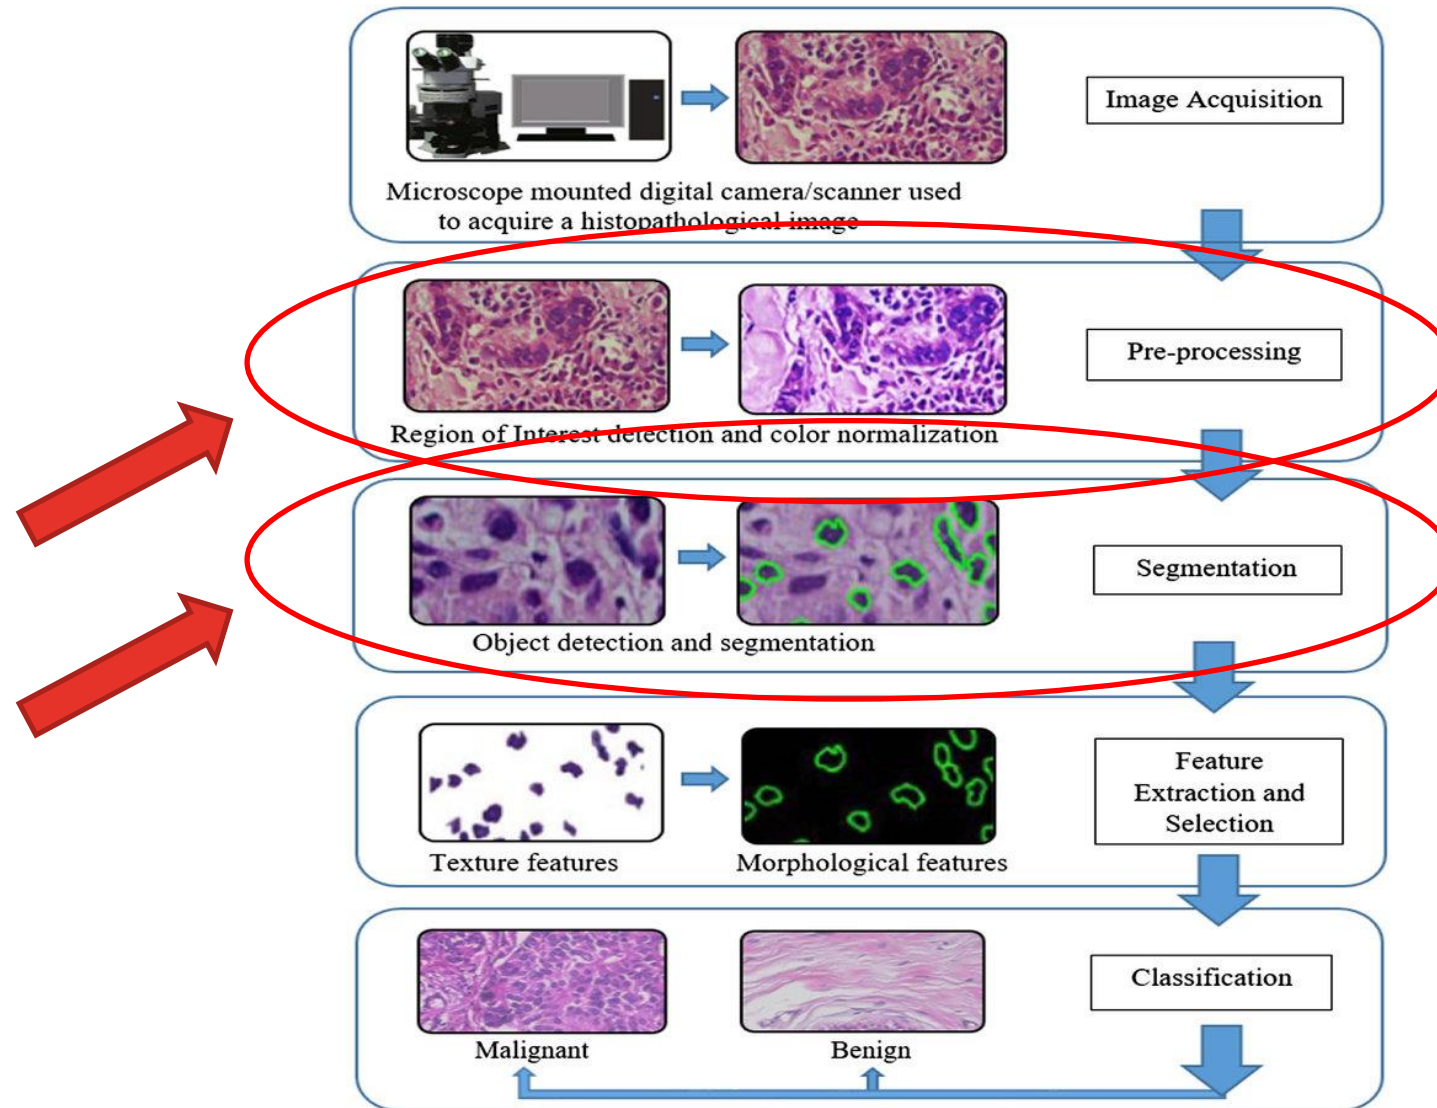 Image Acquisition
Microscope mounted digital camera/scanner used
to acquire a histopathological image
Pre-processing
Region of Interest detection and color normalization
Segmentation
Object detection and segmentation
Feature
Extraction and
Selection
Texture features
Morphological features
Classification
Malignant
Benign